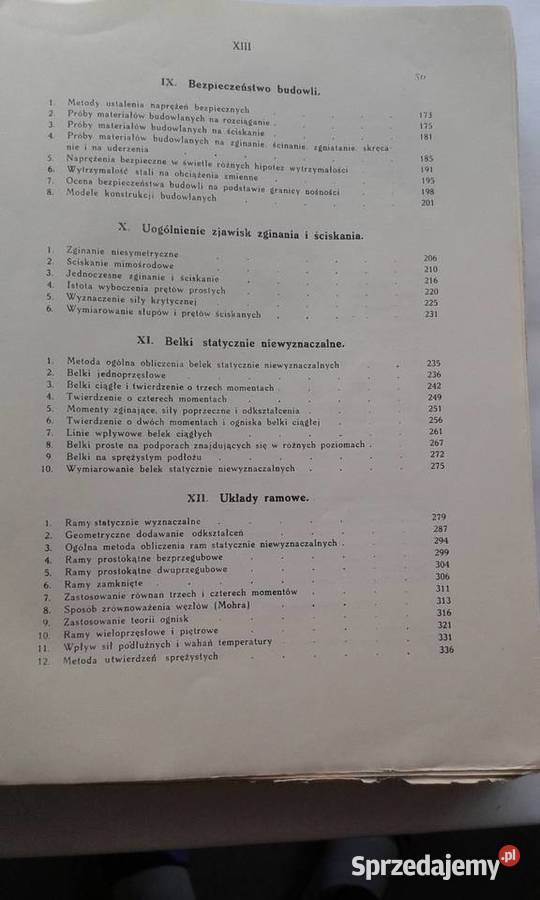 XIII
IX. Bezpieczeństwo budowli.
1. Metody ustalenia naprężeń bezpiecznych . . . . 173
2. Próby materiałów budowlanych na rozciąganie . . . . 175
3. Próby materiałów budowlanych na ściskanie . . . . 181
4. Próby materiałów budowlanych na zginanie, ścinanie, zgniatanie, skręca-
nie i na uderzenia . . . . 185
5. Naprężenia bezpieczne w świetle różnych hipotez wytrzymałości 191
6. Wytrzymałość stali na obciążenia zmienne . . . . 195
7. Ocena bezpieczeństwa budowli na podstawie granicy nośności . 198
8. Modele konstrukcji budowlanych . . . . 201
X. Uogólnienie zjawisk zginania i ściskania.
1. Zginanie niesymetryczne . . . . 206
2. Ściskanie mimośrodowe . . . . 210
3. Jednoczesne zginanie i ściskanie . . . . 216
4. Istota wyboczenia prętów prostych . . . . 220
5. Wyznaczenie siły krytycznej . . . . 225
6. Wymiarowanie słupów i prętów ściskanych . . . . 231
XI. Belki statycznie niewyznaczalne.
1. Metoda ogólna obliczenia belek statycznie niewyznaczalnych . . 235
2. Belki jednoprzęsłowe . . . . 236
3. Belki ciągłe i twierdzenie o trzech momentach . . . . 242
4. Twierdzenie o czterech momentach . . . . 249
5. Momenty zginające, siły poprzeczne i odkształcenia . . . . 251
6. Twierdzenie o dwóch momentach i ogniska belki ciągłej . . . 256
7. Linie wpływowe belek ciągłych . . . . 261
8. Belki proste na podporach znajdujących się w różnych poziomach . . 267
9. Belki na sprężystym podłożu . . . . 272
10. Wymiarowanie belek statycznie niewyznaczalnych . . . . 275
XII. Układy ramowe.
1. Ramy statycznie wyznaczalne . . . . 279
2. Geometryczne dodawanie odkształceń . . . . 287
3. Ogólna metoda obliczenia ram statycznie niewyznaczalnych . . . 294
4. Ramy prostokątne bezprzegubowe . . . . 299
5. Ramy prostokątne dwuprzegubowe . . . . 304
6. Ramy zamknięte . . . . 306
7. Zastosowanie równań trzech i czterech momentów . . . . 311
8. Sposób zrównoważenia węzłów (Mohra) . . . . 313
9. Zastosowanie teorii ognisk . . . . 316
10. Ramy wieloprzęsłowe i piętrowe . . . . 321
11. Wpływ sił podłużnych i wahań temperatury . . . . 331
12. Metoda utwierdzeń sprężystych . . . . 336
Sprzedajemy.pl